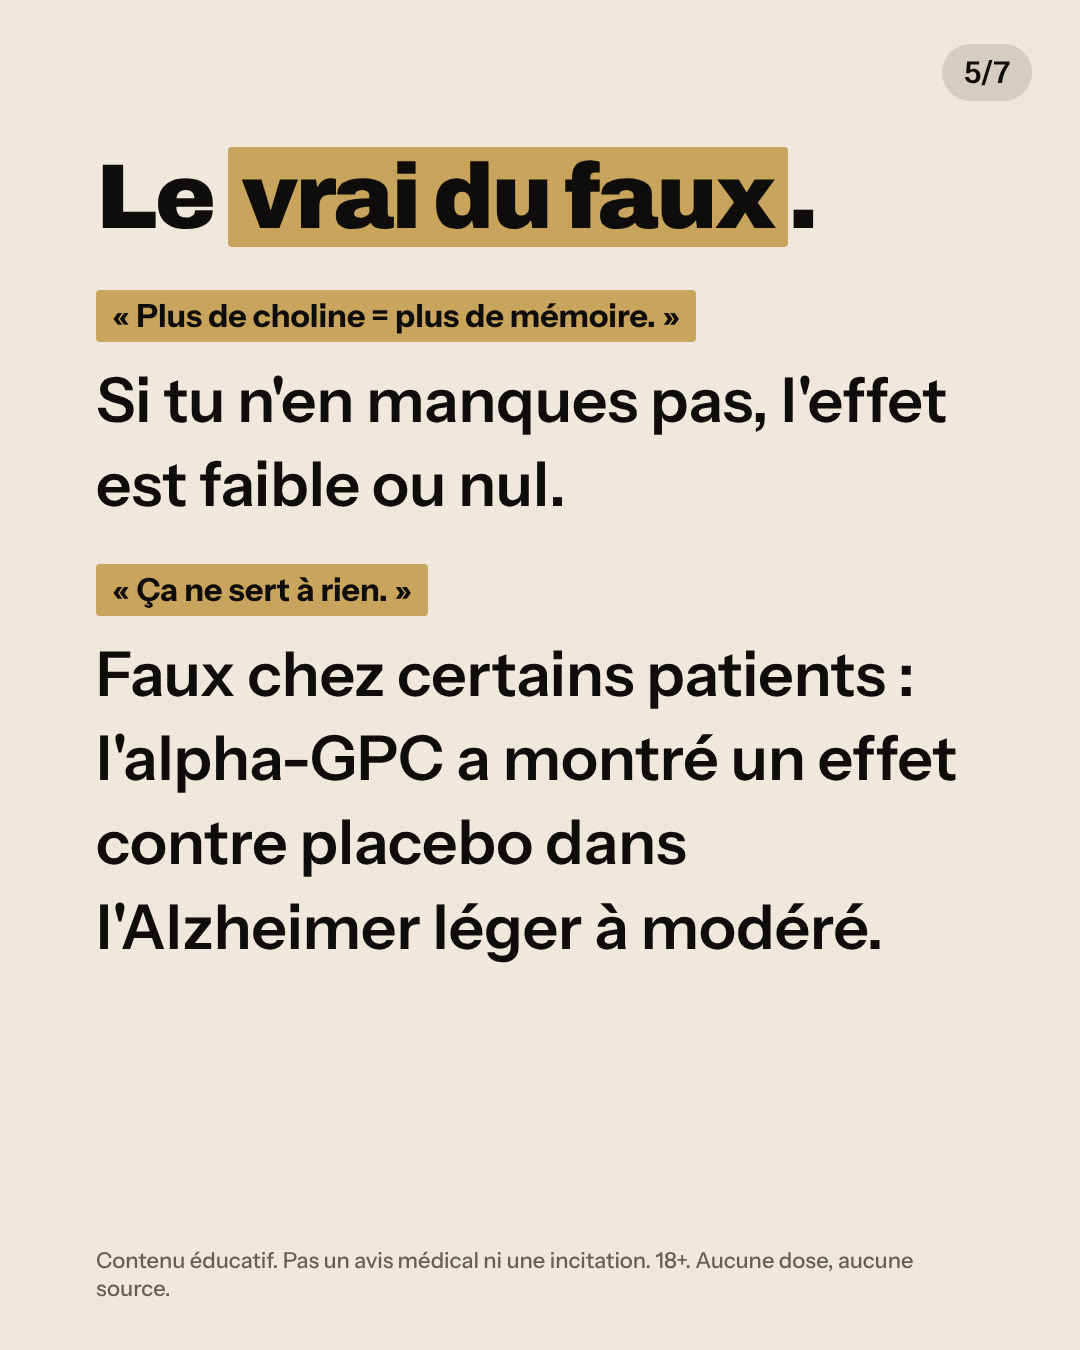 5/7
Le vrai du faux.
« Plus de choline = plus de mémoire. »
Si tu n'en manques pas, l'effet
est faible ou nul.
« Ça ne sert à rien. »
Faux chez certains patients :
l'alpha-GPC a montré un effet
contre placebo dans
l'Alzheimer léger à modéré.
Contenu éducatif. Pas un avis médical ni une incitation. 18+. Aucune dose, aucune
source.